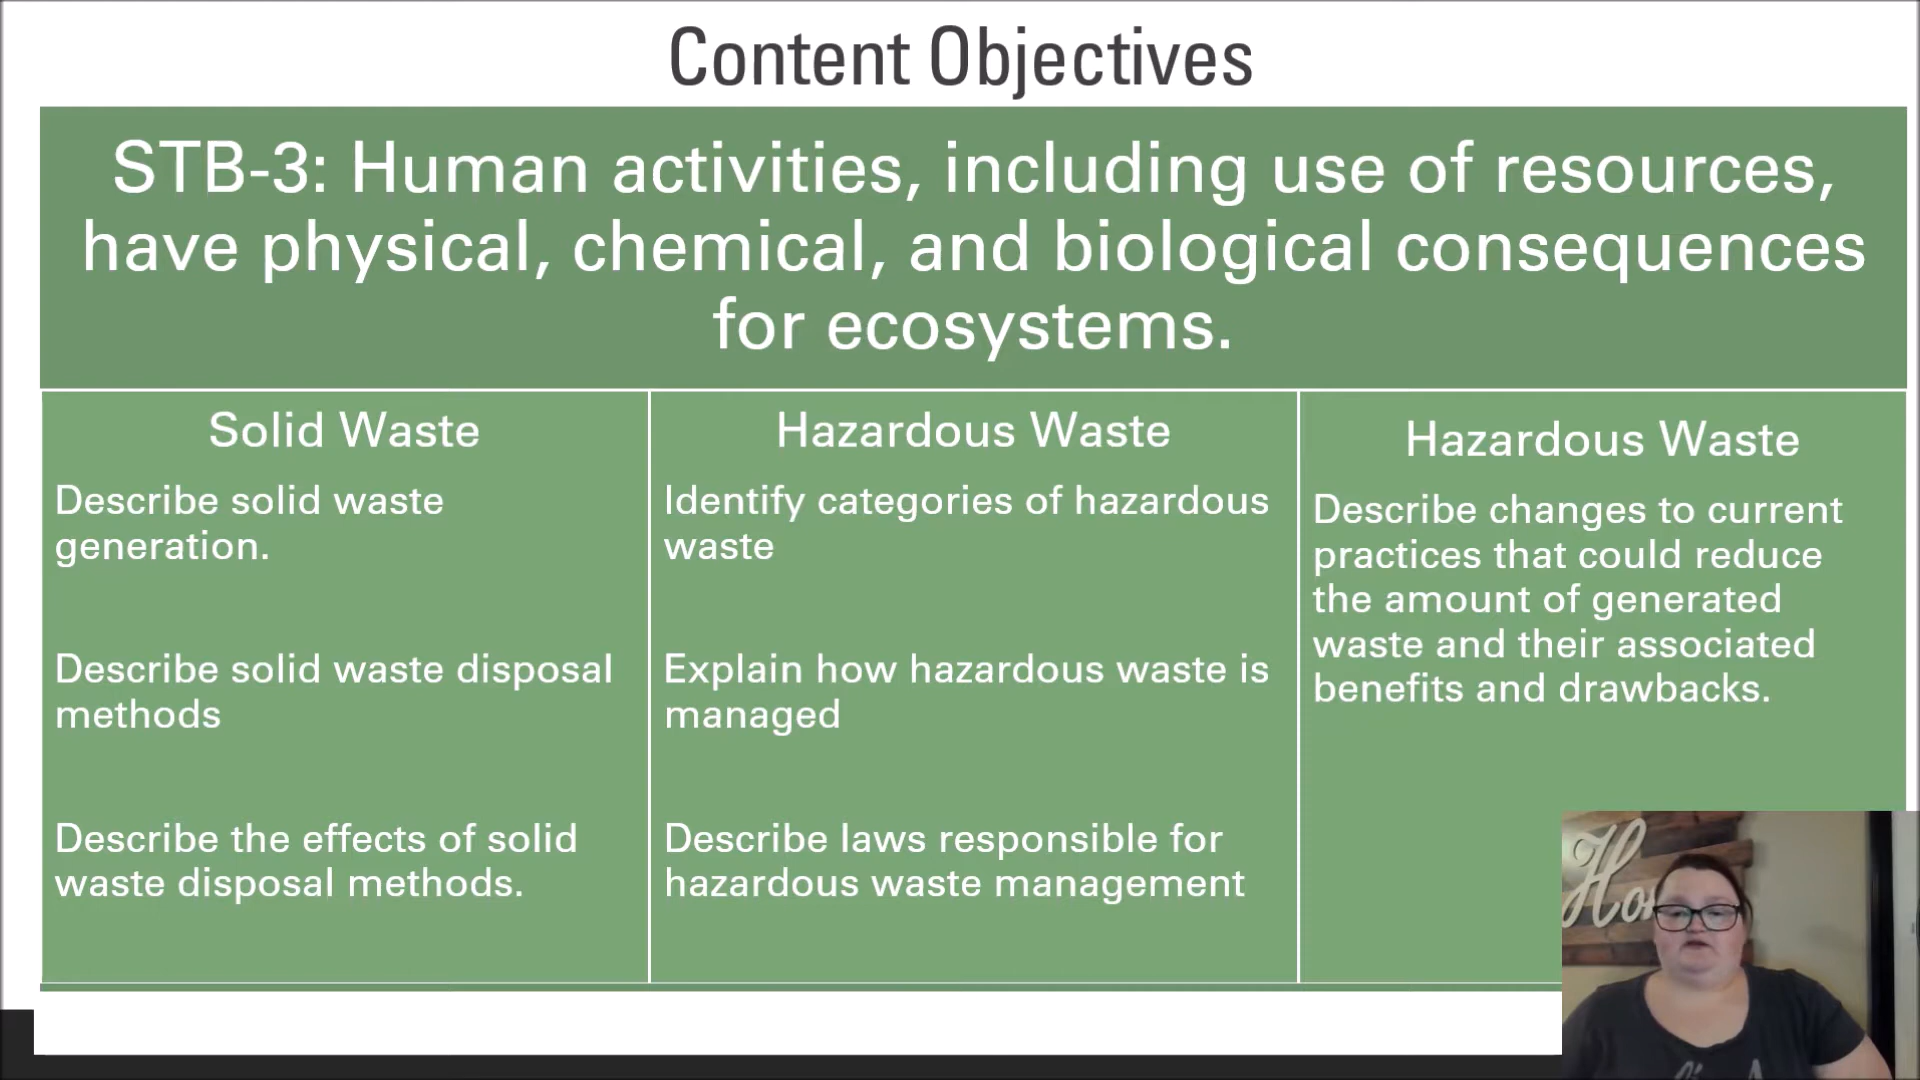 Content Objectives
STB-3: Human activities, including use of resources,
have physical, chemical, and biological consequences
for ecosystems.
Solid Waste
Describe solid waste
generation.
Describe solid waste disposal
methods
Describe the effects of solid
waste disposal methods.
Hazardous Waste
Identify categories of hazardous
waste
Explain how hazardous waste is
managed
Describe laws responsible for
hazardous waste management
Hazardous Waste
Describe changes to current
practices that could reduce
the amount of generated
waste and their associated
benefits and drawbacks.